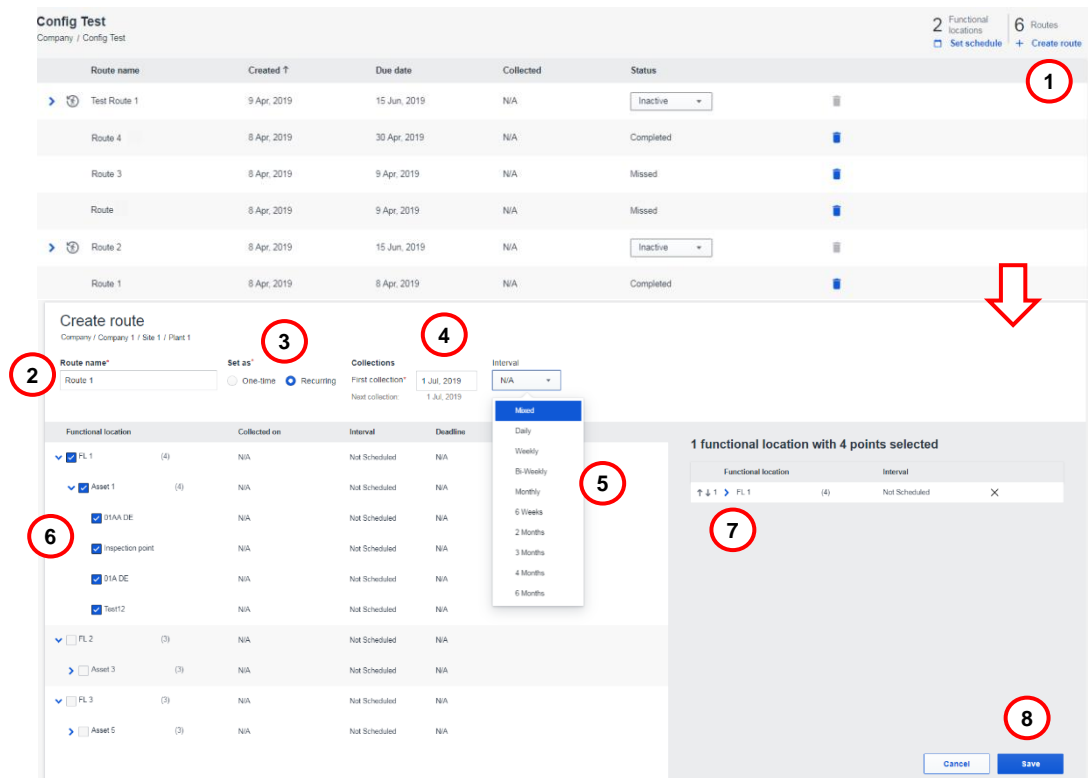 Config Test
Company / Config Test
2 Functional locations
Set schedule
6 Routes
+ Create route
1
Route name Created ↑ Due date Collected Status
Test Route 1 9 Apr, 2019 15 Jun, 2019 N/A Inactive
Route 4 8 Apr, 2019 30 Apr, 2019 N/A Completed
Route 3 8 Apr, 2019 9 Apr, 2019 N/A Missed
Route 8 Apr, 2019 9 Apr, 2019 N/A Missed
Route 2 8 Apr, 2019 15 Jun, 2019 N/A Inactive
Route 1 8 Apr, 2019 8 Apr, 2019 N/A Completed
Create route
Company / Company 1 / Site 1 / Plant 1
3
4
2
Route name* Set as* Collections Interval
Route 1 One-time Recurring First collection* 1 Jul, 2019 N/A
Next collection: 1 Jul, 2019
Mixed
Daily
Weekly
Bi-Weekly
Monthly
6 Weeks
2 Months
3 Months
4 Months
6 Months
5
Functional location Collected on Interval Deadline
FL 1 (4) N/A Not Scheduled N/A
Asset 1 (4) N/A Not Scheduled N/A
01AA DE N/A Not Scheduled N/A
6
Inspection point N/A Not Scheduled N/A
01A DE N/A Not Scheduled N/A
Test12 N/A Not Scheduled N/A
FL 2 (3) N/A Not Scheduled N/A
Asset 3 (3) N/A Not Scheduled N/A
FL 3 (3) N/A Not Scheduled N/A
Asset 5 (3) N/A Not Scheduled N/A
1 functional location with 4 points selected
Functional location Interval
↑↓ 1 FL 1 (4) Not Scheduled
7
8
Cancel Save